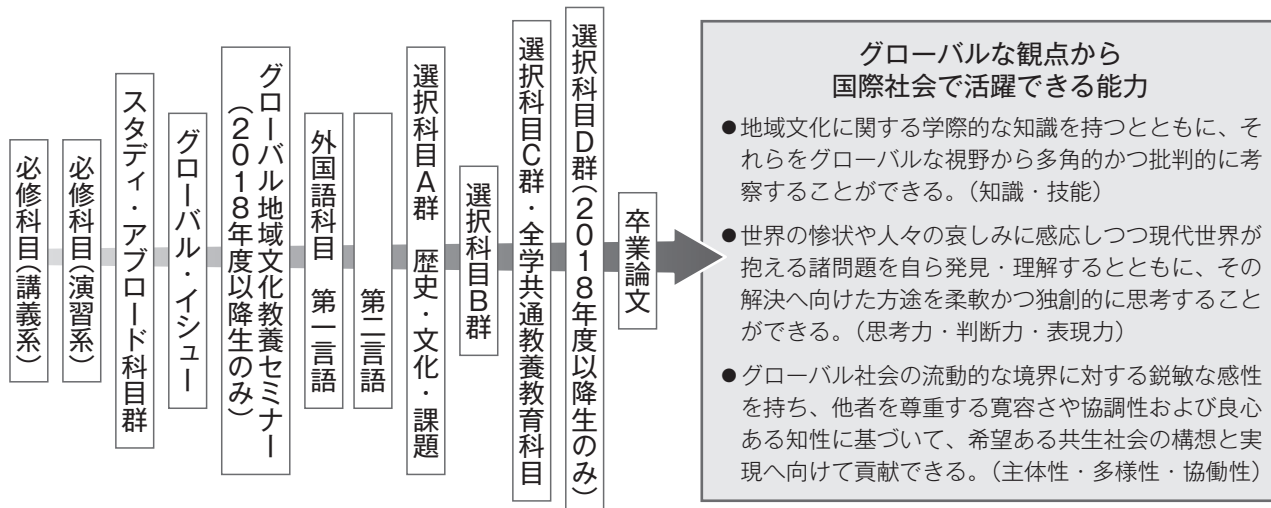 必修科目（講義系）
必修科目（演習系）
スタディ・アブロード科目群
グローバル・イシュー
グローバル地域文化教養セミナー
（２０１８年度以降生のみ）
外国語科目　第一言語
第二言語
選択科目Ａ群　歴史・文化・課題
選択科目Ｂ群
選択科目Ｃ群・全学共通教養教育科目
選択科目Ｄ群（２０１８年度以降生のみ）
卒業論文
グローバルな観点から
国際社会で活躍できる能力
●地域文化に関する学際的な知識を持つとともに、そ
れらをグローバルな視野から多角的かつ批判的に考
察することができる。（知識・技能）
●世界の惨状や人々の哀しみに感応しつつ現代世界が
抱える諸問題を自ら発見・理解するとともに、その
解決へ向けた方途を柔軟かつ独創的に思考すること
ができる。（思考力・判断力・表現力）
●グローバル社会の流動的な境界に対する鋭敏な感性
を持ち、他者を尊重する寛容さや協調性および良心
ある知性に基づいて、希望ある共生社会の構想と実
現へ向けて貢献できる。（主体性・多様性・協働性）